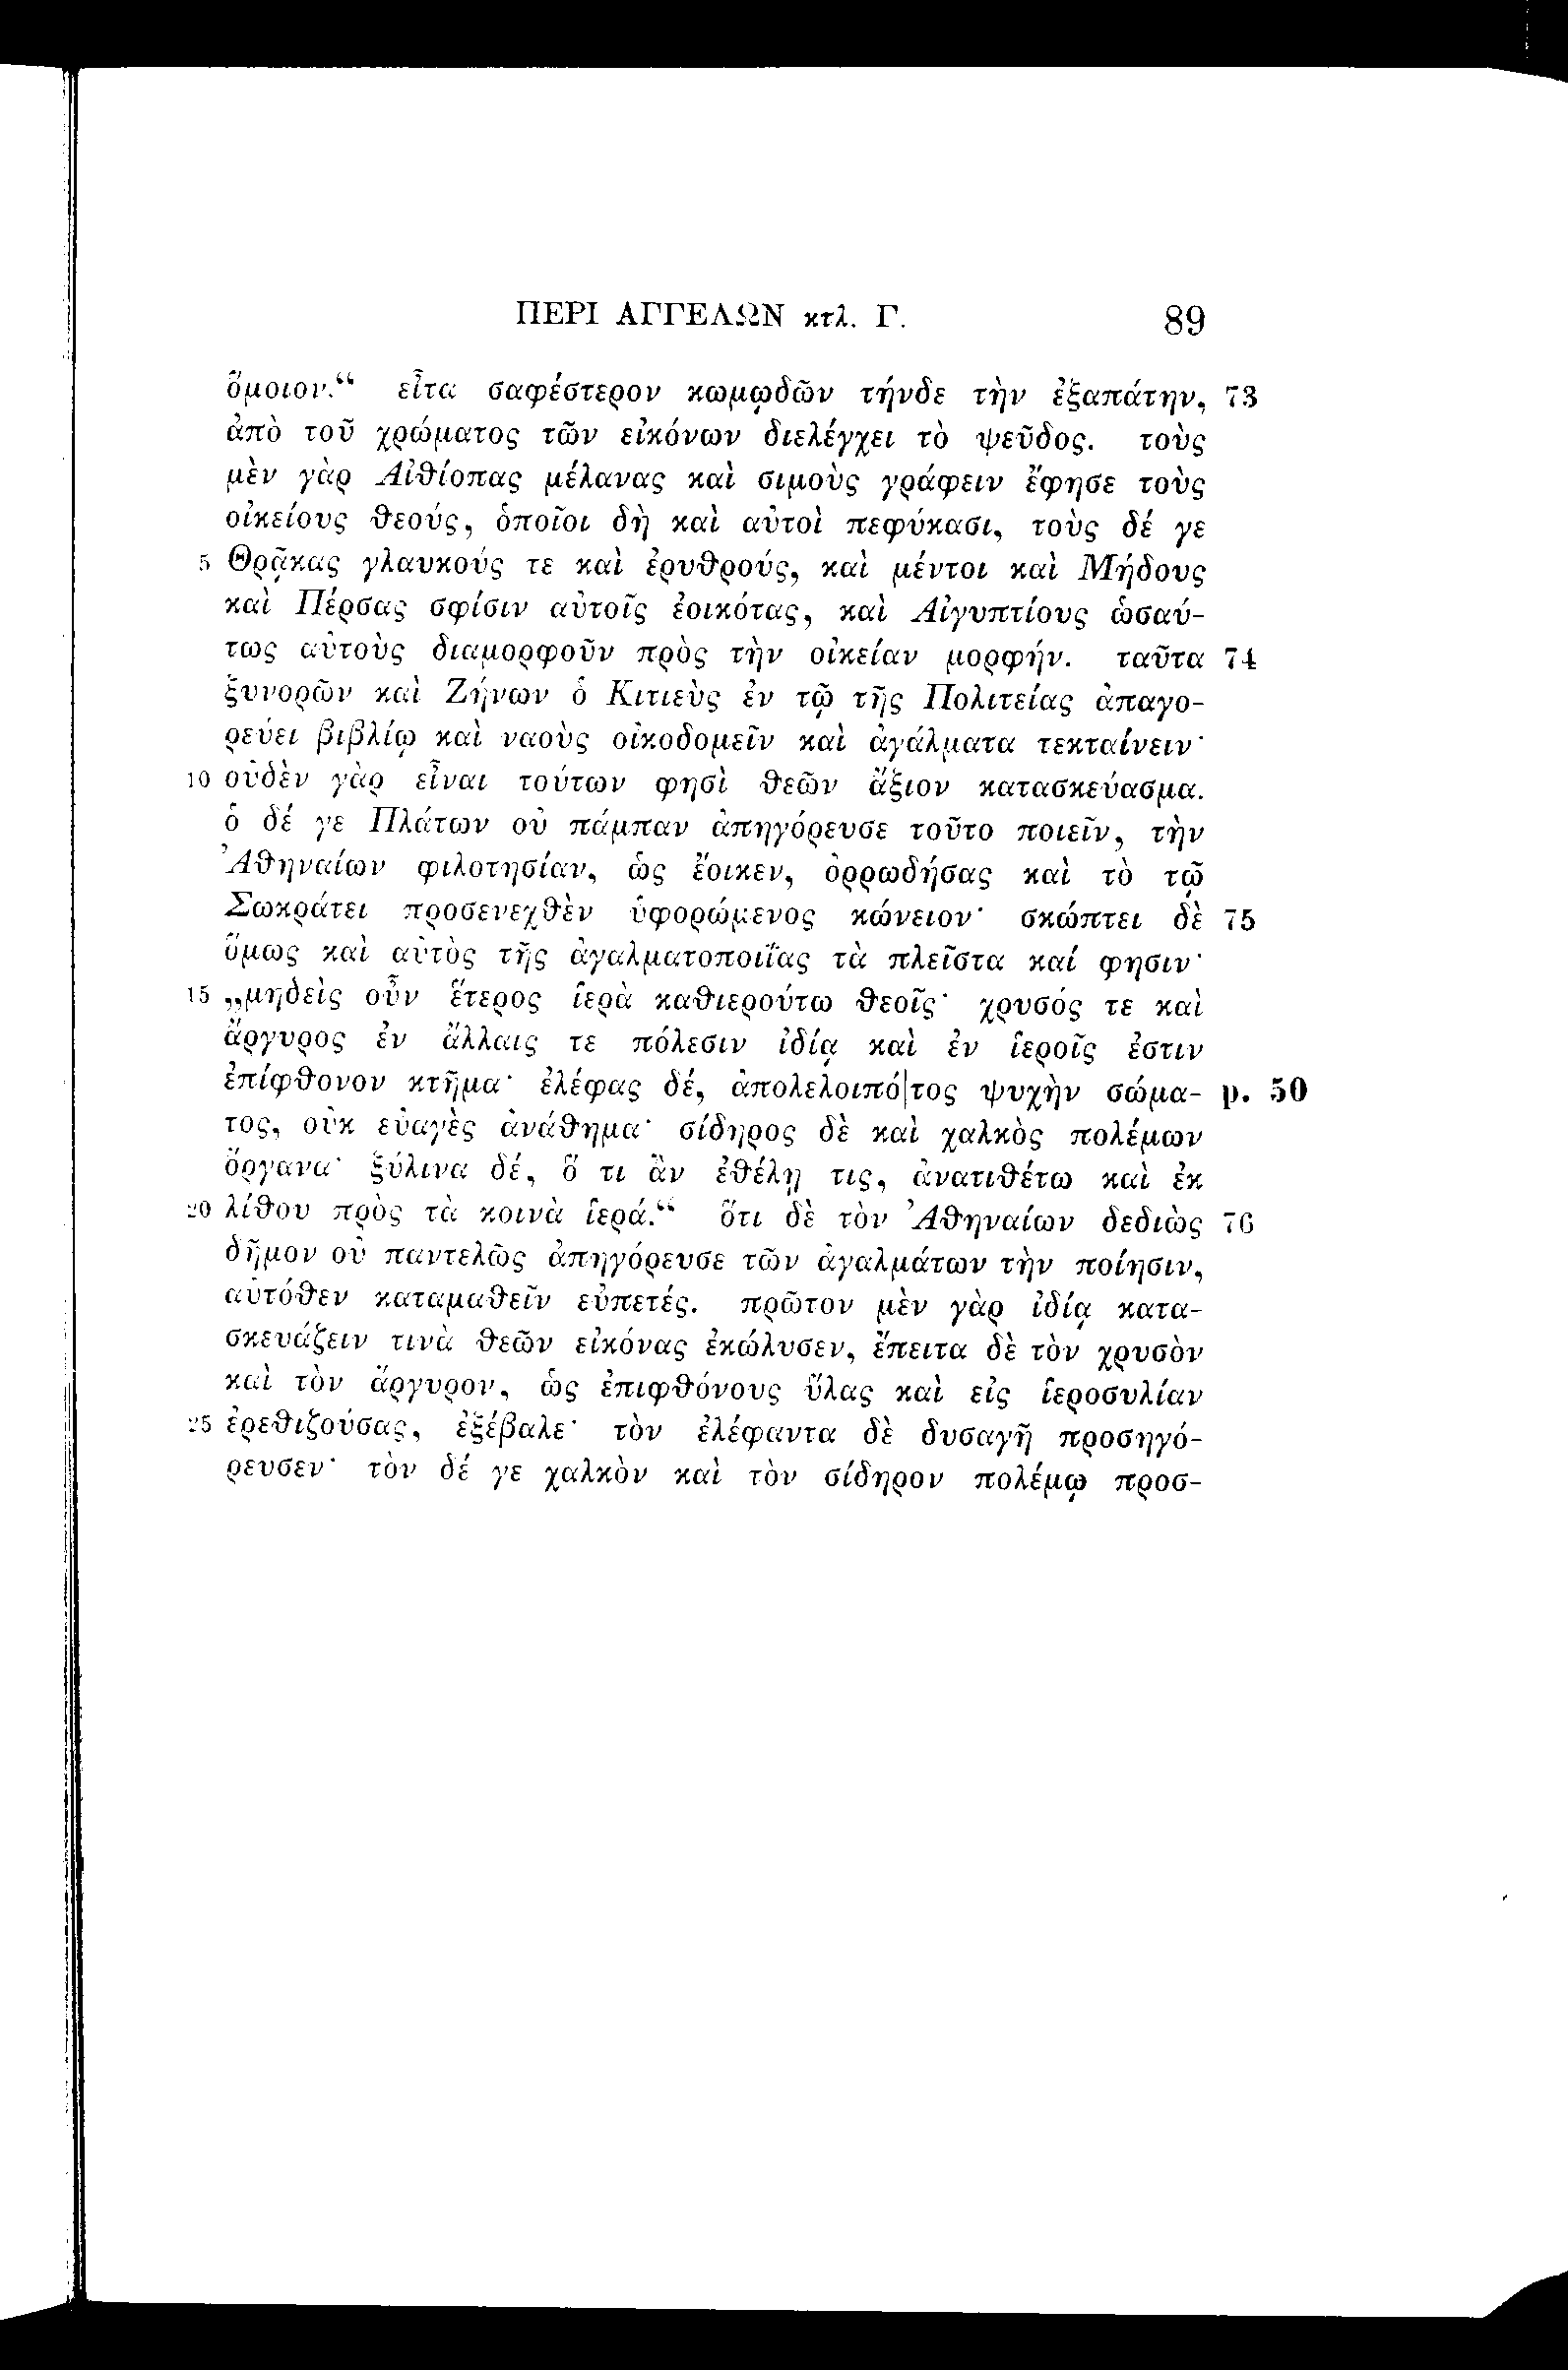 ΠΕΡΙ ΑΓΓΕΛΩΝ κτλ. Γ. 89
ὅμοιον.“ εἶτα σαφέστερον κωμῳδῶν τήνδε τὴν ἐξαπάτην, 73
ἀπὸ τοῦ χρώματος τῶν εἰκόνων διελέγχει τὸ ψεῦδος. τοὺς
μὲν γὰρ Αἰθίοπας μέλανας καὶ σιμοὺς γράφειν ἔφησε τοὺς
οἰκείους θεούς, ὁποῖοι δὴ καὶ αὐτοὶ πεφύκασι, τοὺς δέ γε
5 Θρᾷκας γλαυκούς τε καὶ ἐρυθρούς, καὶ μέντοι καὶ Μήδους
καὶ Πέρσας σφίσιν αὐτοῖς ἐοικότας, καὶ Αἰγυπτίους ὡσαύ-
τως αὐτοὺς διαμορφοῦν πρὸς τὴν οἰκείαν μορφήν. ταῦτα 74
ξυνορῶν καὶ Ζήνων ὁ Κιτιεὺς ἐν τῷ τῆς Πολιτείας ἀπαγο-
ρεύει βιβλίῳ καὶ ναοὺς οἰκοδομεῖν καὶ ἀγάλματα τεκταίνειν·
10 οὐδὲν γὰρ εἶναι τούτων φησὶ θεῶν ἄξιον κατασκεύασμα.
ὁ δέ γε Πλάτων οὐ πάμπαν ἀπηγόρευσε τοῦτο ποιεῖν, τὴν
Ἀθηναίων φιλοτησίαν, ὡς ἔοικεν, ὀρρωδήσας καὶ τὸ τῷ
Σωκράτει προσενεχθὲν ὑφορώμενος κώνειον· σκώπτει δὲ 75
ὅμως καὶ αὐτὸς τῆς ἀγαλματοποιΐας τὰ πλεῖστα καί φησιν·
15 „μηδεὶς οὖν ἕτερος ἱερὰ καθιερούτω θεοῖς· χρυσός τε καὶ
ἄργυρος ἐν ἄλλαις τε πόλεσιν ἰδίᾳ καὶ ἐν ἱεροῖς ἐστιν
ἐπίφθονον κτῆμα· ἐλέφας δέ, ἀπολελοιπό|τος ψυχὴν σώμα- p. 50
τος, οὐκ εὐαγὲς ἀνάθημα· σίδηρος δὲ καὶ χαλκὸς πολέμων
ὄργανα· ξύλινα δέ, ὅ τι ἂν ἐθέλῃ τις, ἀνατιθέτω καὶ ἐκ
20 λίθου πρὸς τὰ κοινὰ ἱερά.“ ὅτι δὲ τὸν Ἀθηναίων δεδιὼς 76
δῆμον οὐ παντελῶς ἀπηγόρευσε τῶν ἀγαλμάτων τὴν ποίησιν,
αὐτόθεν καταμαθεῖν εὐπετές. πρῶτον μὲν γὰρ ἰδίᾳ κατα-
σκευάζειν τινὰ θεῶν εἰκόνας ἐκώλυσεν, ἔπειτα δὲ τὸν χρυσὸν
καὶ τὸν ἄργυρον, ὡς ἐπιφθόνους ὕλας καὶ εἰς ἱεροσυλίαν
25 ἐρεθιζούσας, ἐξέβαλε· τὸν ἐλέφαντα δὲ δυσαγῆ προσηγό-
ρευσεν· τὸν δέ γε χαλκὸν καὶ τὸν σίδηρον πολέμῳ προσ-